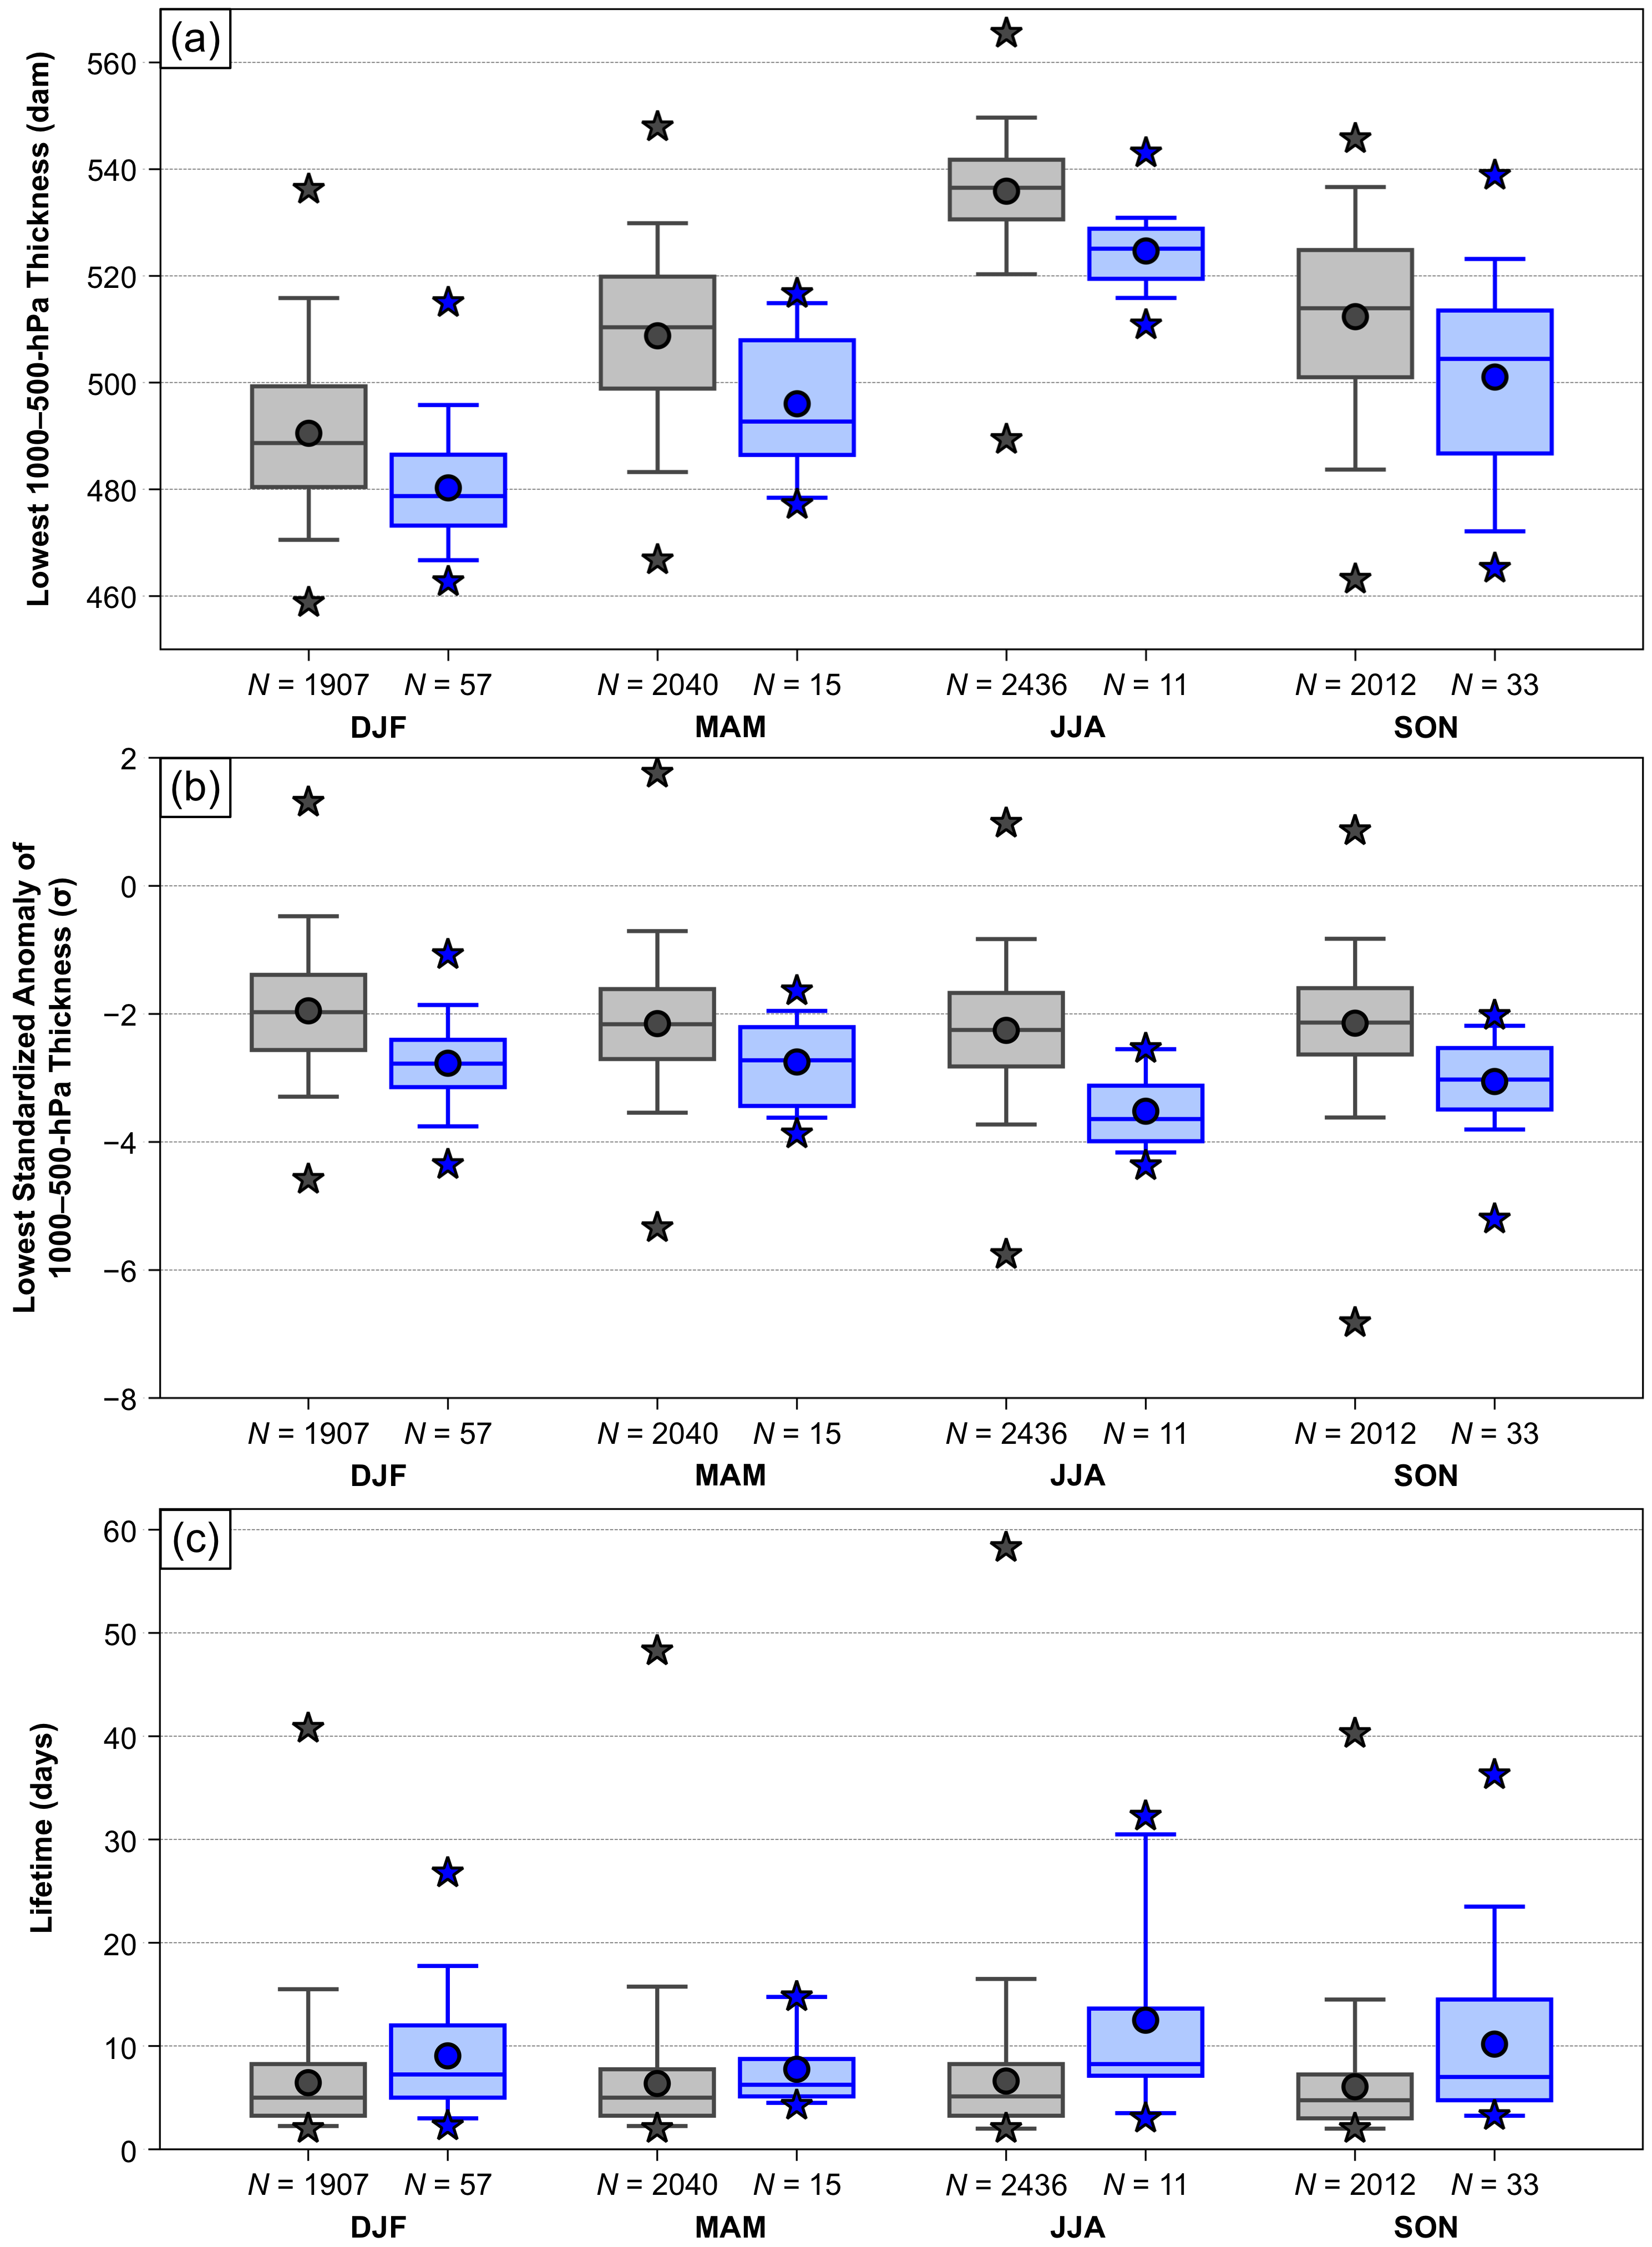 (a)
Lowest 1000–500-hPa Thickness (dam)
560
540
520
500
480
460
N = 1907 N = 57 N = 2040 N = 15 N = 2436 N = 11 N = 2012 N = 33
DJF MAM JJA SON
(b)
Lowest Standardized Anomaly of
1000–500-hPa Thickness (σ)
2
0
−2
−4
−6
−8
N = 1907 N = 57 N = 2040 N = 15 N = 2436 N = 11 N = 2012 N = 33
DJF MAM JJA SON
(c)
Lifetime (days)
60
50
40
30
20
10
0
N = 1907 N = 57 N = 2040 N = 15 N = 2436 N = 11 N = 2012 N = 33
DJF MAM JJA SON